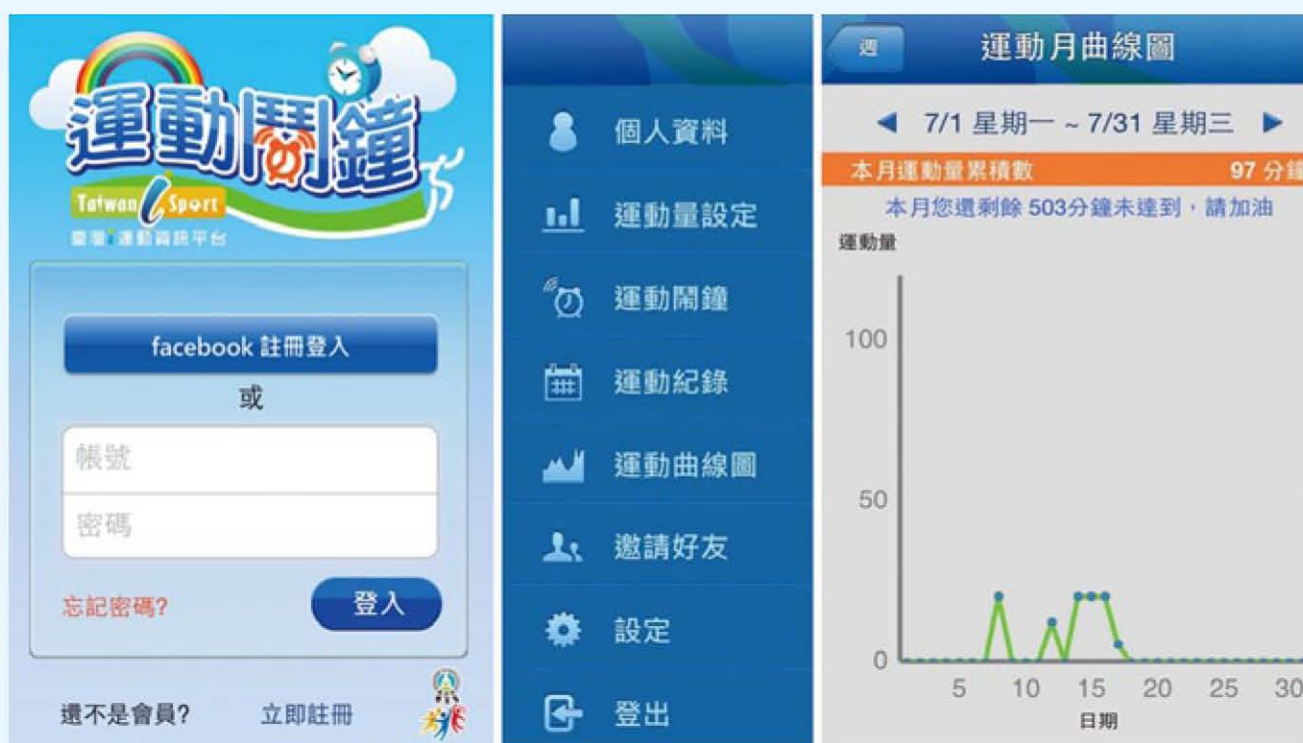 運動鬧鐘
Taiwan i Sport
臺灣i運動資訊平台
facebook 註冊登入
或
帳號
密碼
忘記密碼?
登入
還不是會員?
立即註冊
個人資料
運動量設定
運動鬧鐘
運動紀錄
運動曲線圖
邀請好友
設定
登出
週
運動月曲線圖
7/1 星期一 ~ 7/31 星期三
本月運動量累積數 97 分鐘
本月您還剩餘 503分鐘未達到,請加油
運動量
100
50
0
5 10 15 20 25 30
日期